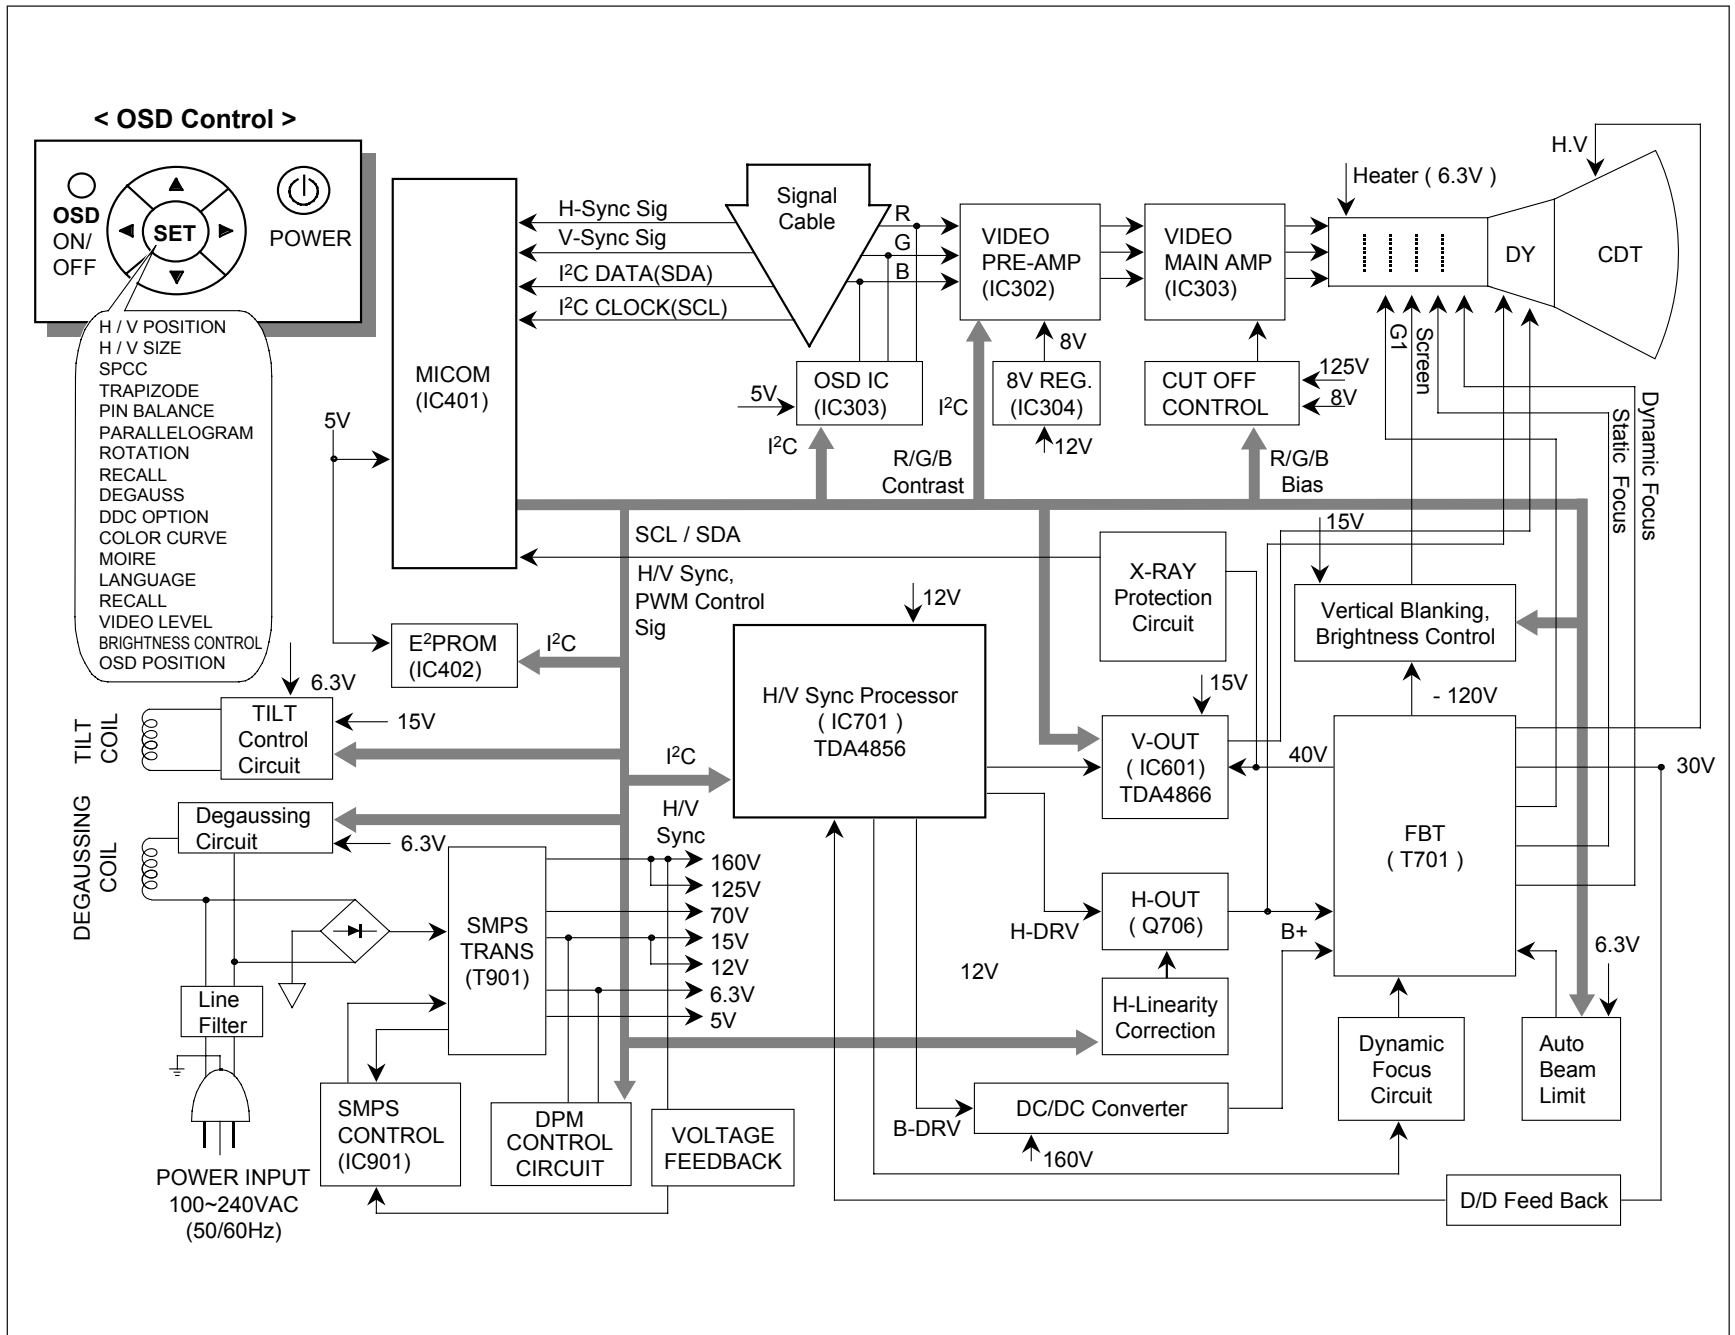 < OSD Control >
OSD
ON/
OFF
SET
POWER
H / V POSITION
H / V SIZE
SPCC
TRAPIZODE
PIN BALANCE
PARALLELOGRAM
ROTATION
RECALL
DEGAUSS
DDC OPTION
COLOR CURVE
MOIRE
LANGUAGE
RECALL
VIDEO LEVEL
BRIGHTNESS CONTROL
OSD POSITION
MICOM
(IC401)
5V
H-Sync Sig
V-Sync Sig
I²C DATA(SDA)
I²C CLOCK(SCL)
Signal
Cable
R
G
B
VIDEO
PRE-AMP
(IC302)
VIDEO
MAIN AMP
(IC303)
Heater ( 6.3V )
H.V
DY
CDT
G1
Screen
Static Focus
Dynamic Focus
OSD IC
(IC303)
5V
I²C
8V
8V REG.
(IC304)
12V
I²C
CUT OFF
CONTROL
125V
8V
R/G/B
Contrast
R/G/B
Bias
SCL / SDA
H/V Sync,
PWM Control
Sig
X-RAY
Protection
Circuit
15V
Vertical Blanking,
Brightness Control
- 120V
E²PROM
(IC402)
I²C
12V
H/V Sync Processor
( IC701 )
TDA4856
I²C
H/V
Sync
15V
V-OUT
( IC601)
TDA4866
40V
30V
FBT
( T701 )
TILT
COIL
6.3V
TILT
Control
Circuit
15V
DEGAUSSING
COIL
Degaussing
Circuit
6.3V
SMPS
TRANS
(T901)
160V
125V
70V
15V
12V
6.3V
5V
H-DRV
H-OUT
( Q706)
B+
12V
H-Linearity
Correction
6.3V
Dynamic
Focus
Circuit
Auto
Beam
Limit
Line
Filter
POWER INPUT
100~240VAC
(50/60Hz)
SMPS
CONTROL
(IC901)
DPM
CONTROL
CIRCUIT
VOLTAGE
FEEDBACK
B-DRV
DC/DC Converter
160V
D/D Feed Back